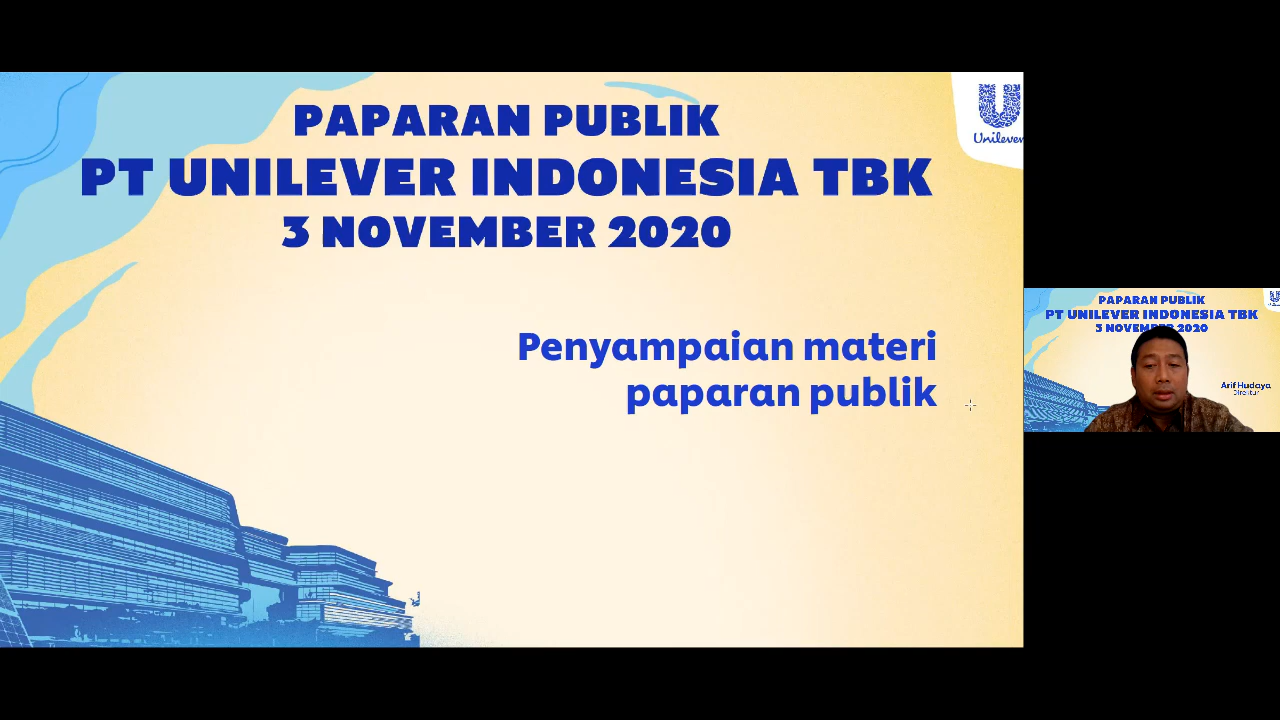 PAPARAN PUBLIK
PT UNILEVER INDONESIA TBK
3 NOVEMBER 2020
Unilever
Penyampaian materi
paparan publik
PAPARAN PUBLIK
PT UNILEVER INDONESIA TBK
3 NOVEMBER 2020
Arif Hudaya
Direktur